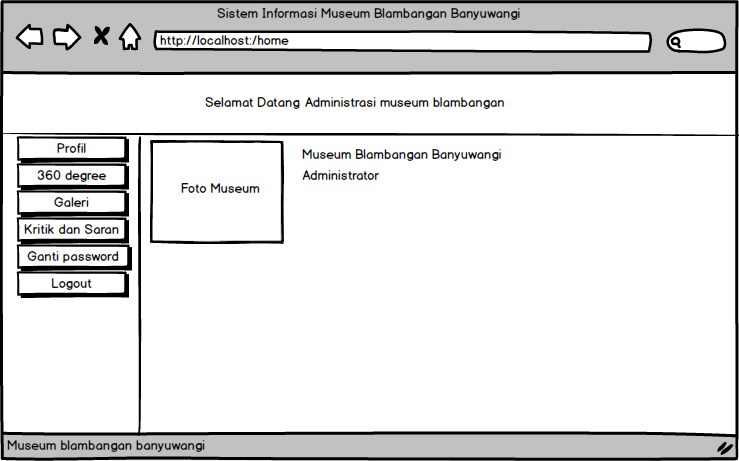 Sistem Informasi Museum Blambangan Banyuwangi
http://localhost:/home
Selamat Datang Administrasi museum blambangan
Profil
360 degree
Galeri
Kritik dan Saran
Ganti password
Logout
Foto Museum
Museum Blambangan Banyuwangi
Administrator
Museum blambangan banyuwangi